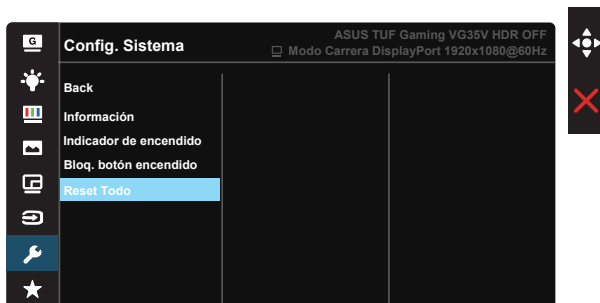 G
Config. Sistema
ASUS TUF Gaming VG35V HDR OFF
Modo Carrera DisplayPort 1920x1080@60Hz
Back
Información
Indicador de encendido
Bloq. botón encendido
Reset Todo